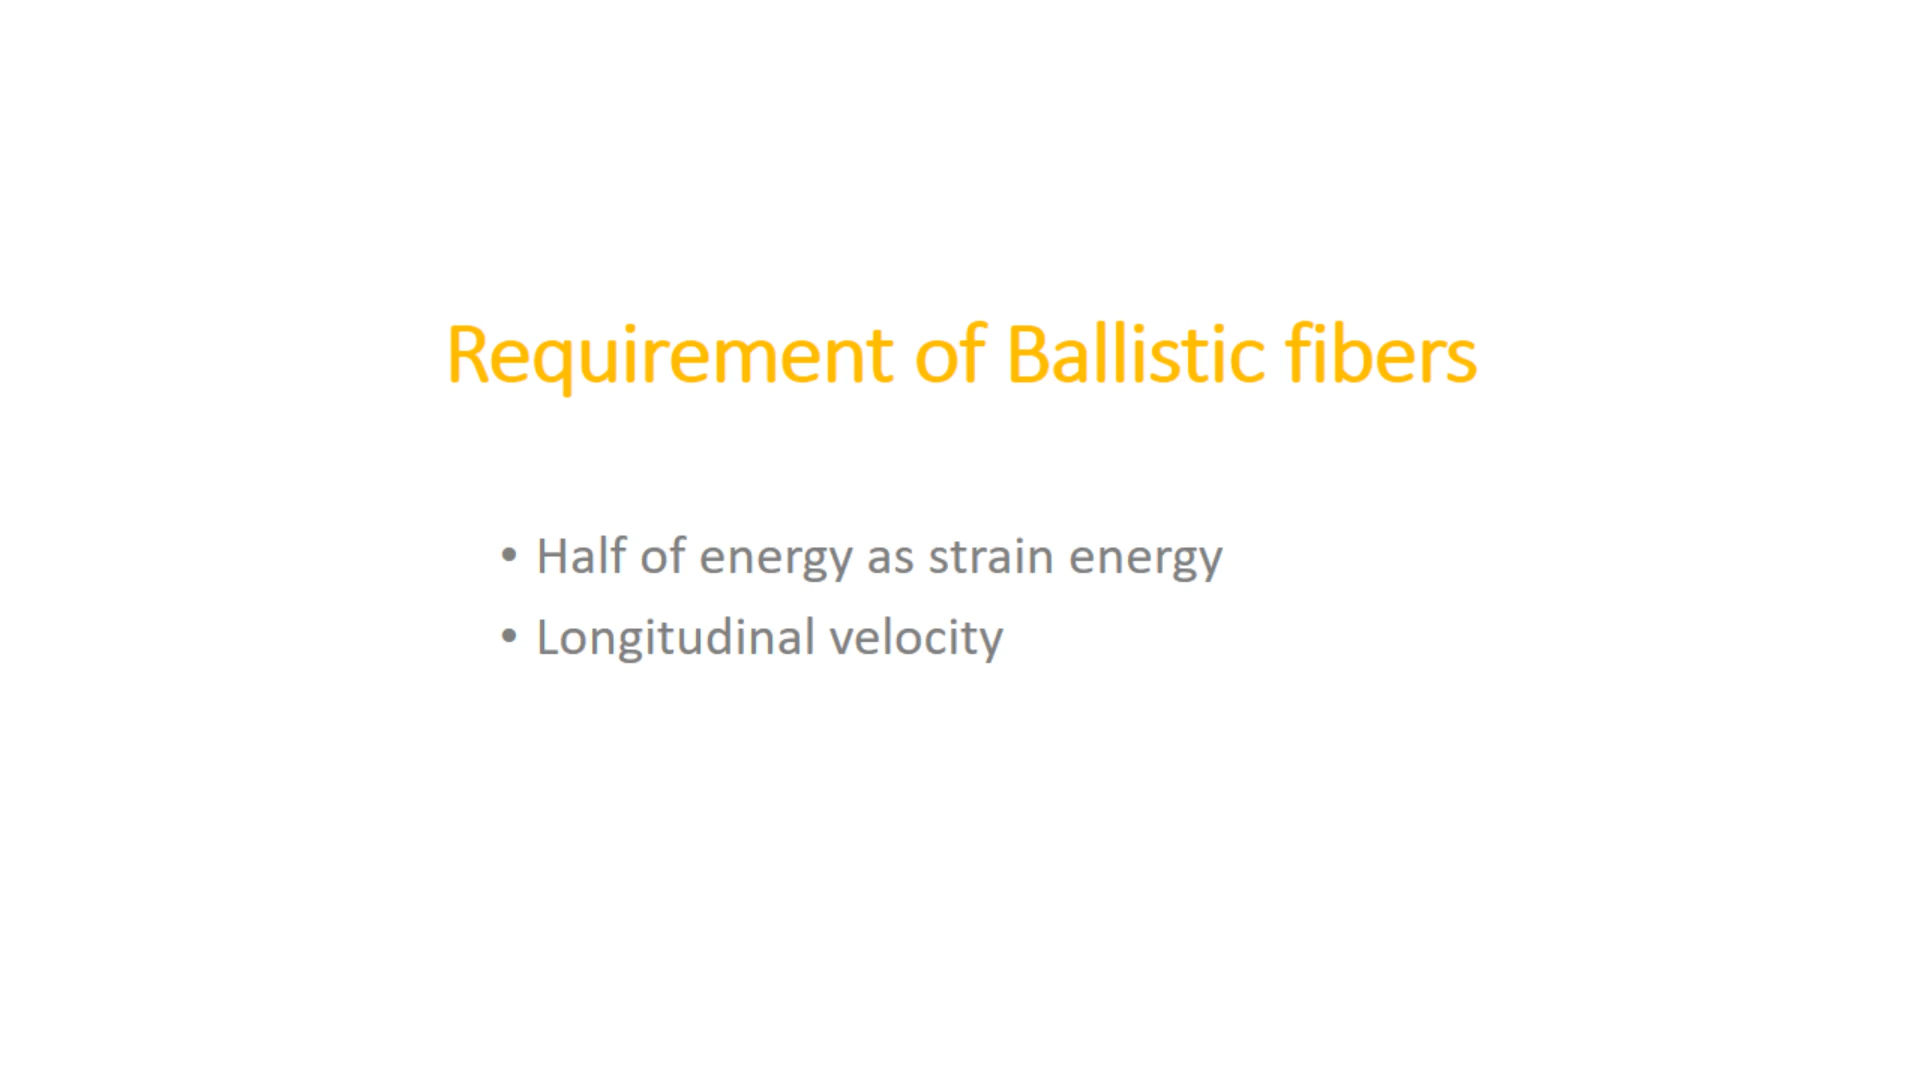 Requirement of Ballistic fibers
• Half of energy as strain energy
• Longitudinal velocity